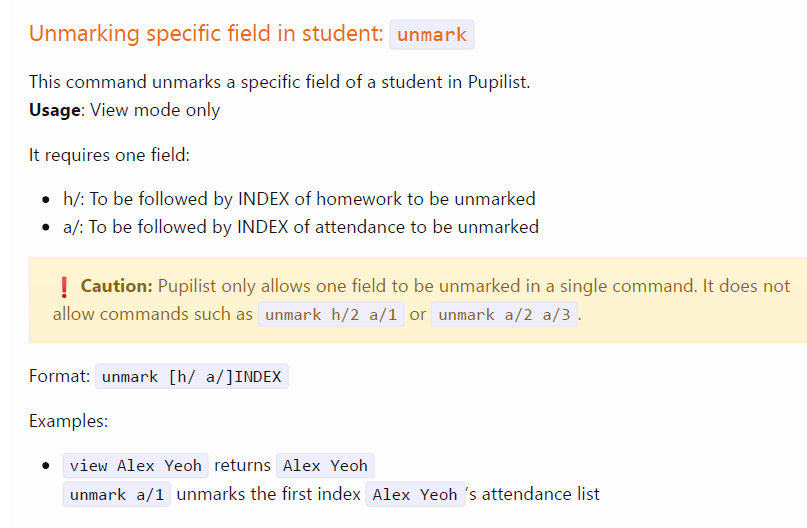 Unmarking specific field in student: unmark
This command unmarks a specific field of a student in Pupilist.
Usage: View mode only
It requires one field:
• h/: To be followed by INDEX of homework to be unmarked
• a/: To be followed by INDEX of attendance to be unmarked
❗ Caution: Pupilist only allows one field to be unmarked in a single command. It does not
allow commands such as unmark h/2 a/1 or unmark a/2 a/3.
Format: unmark [h/ a/]INDEX
Examples:
• view Alex Yeoh returns Alex Yeoh
unmark a/1 unmarks the first index Alex Yeoh's attendance list